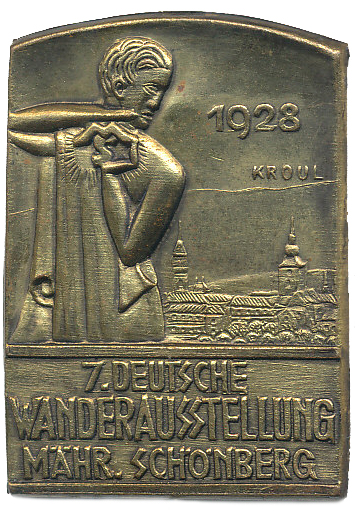 1928
KROUL
7. DEUTSCHE
WANDERAUSSTELLUNG
MÄHR. SCHÖNBERG